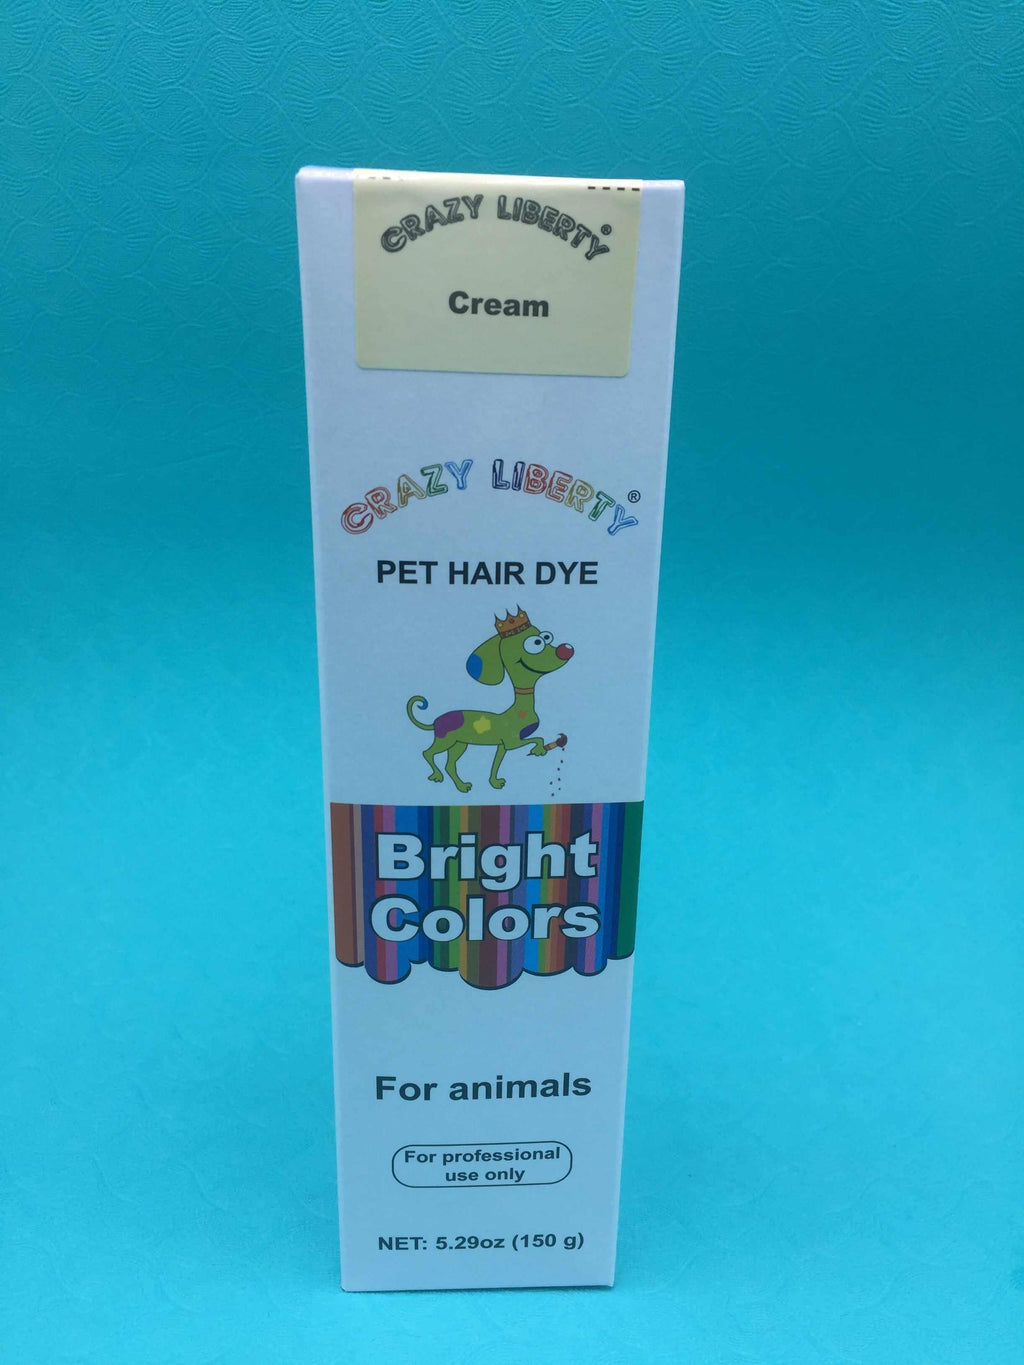 CRAZY LIBERTY®
Cream
CRAZY LIBERTY®
PET HAIR DYE
Bright
Colors
For animals
For professional
use only
NET: 5.29oz (150 g)